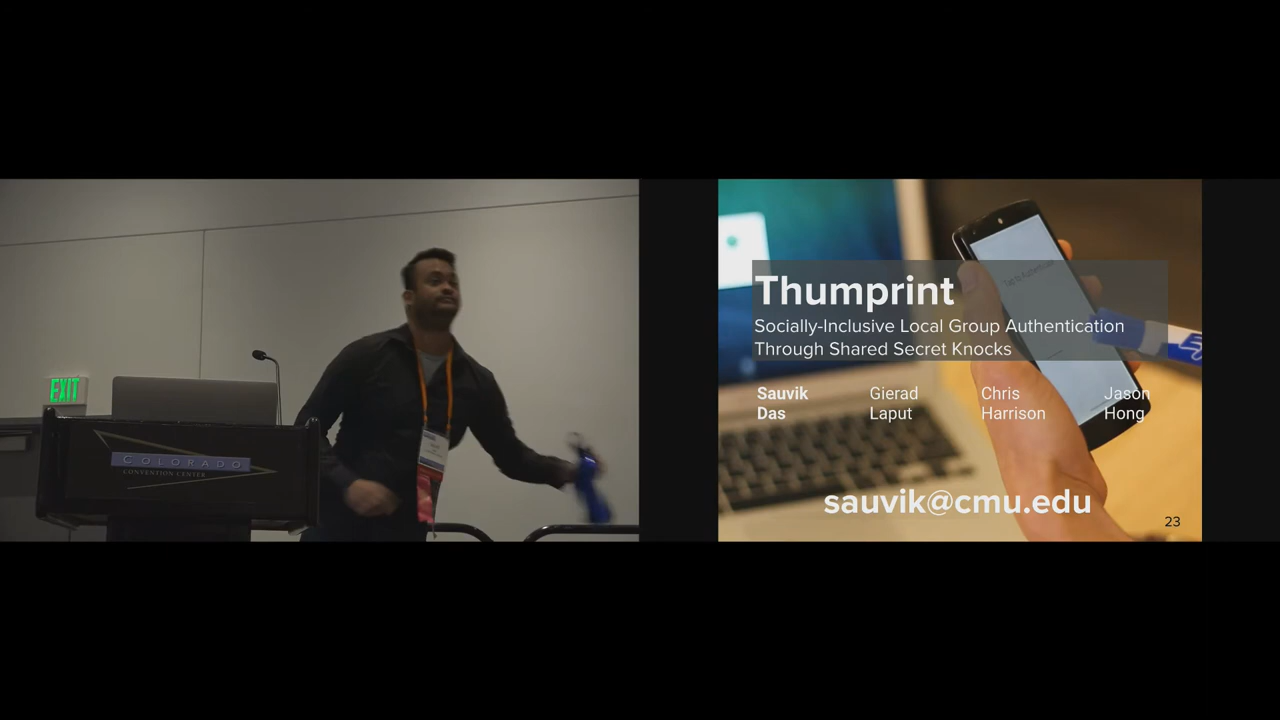 EXIT
COLORADO
CONVENTION CENTER
Thumprint
Socially-Inclusive Local Group Authentication
Through Shared Secret Knocks
Sauvik Das
Gierad Laput
Chris Harrison
Jason Hong
sauvik@cmu.edu
23